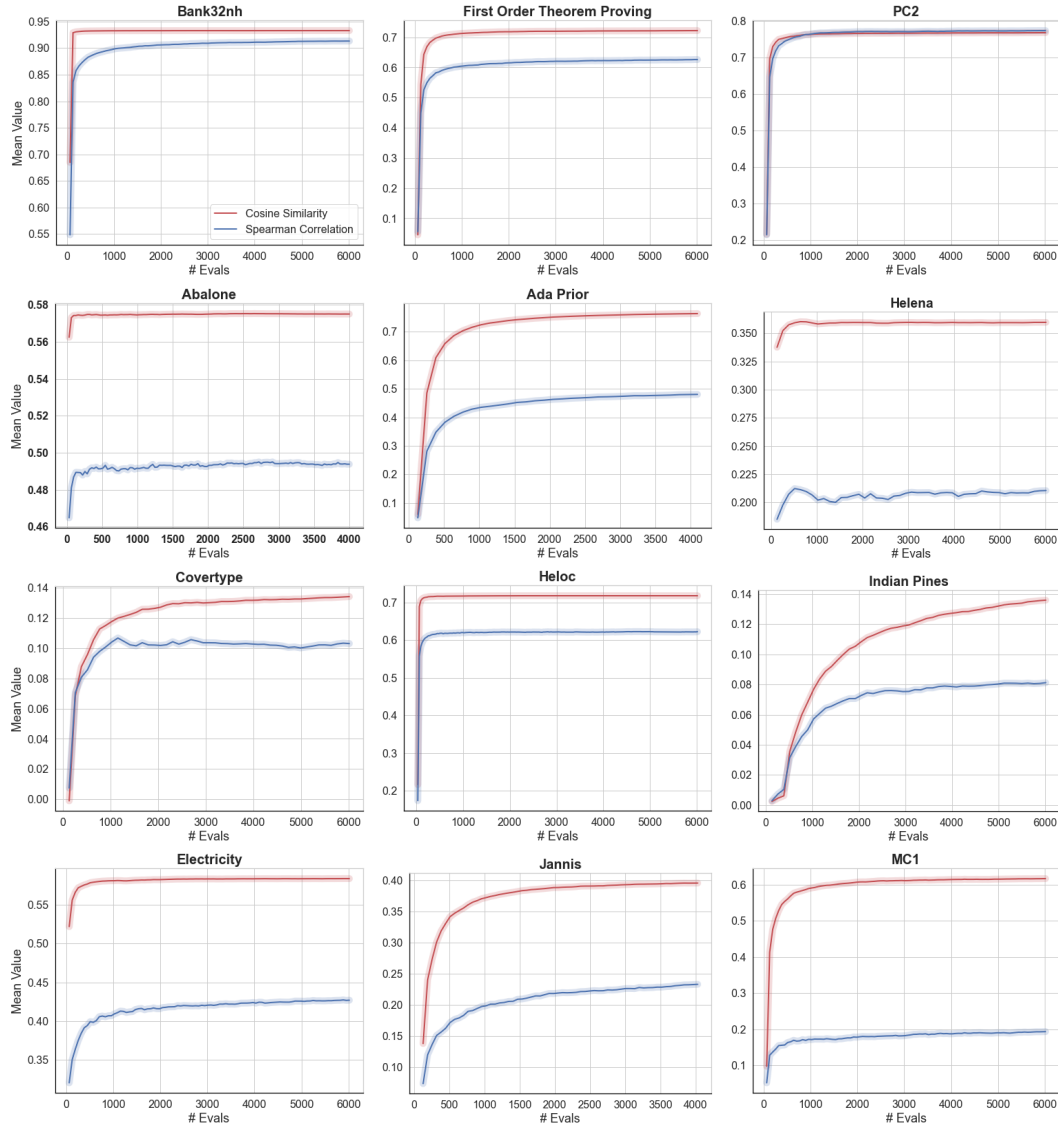 Bank32nh
Mean Value
0.95
0.90
0.85
0.80
0.75
0.70
0.65
0.60
0.55
Cosine Similarity
Spearman Correlation
0 1000 2000 3000 4000 5000 6000
# Evals
First Order Theorem Proving
0.7
0.6
0.5
0.4
0.3
0.2
0.1
0 1000 2000 3000 4000 5000 6000
# Evals
PC2
0.8
0.7
0.6
0.5
0.4
0.3
0.2
0 1000 2000 3000 4000 5000 6000
# Evals
Abalone
Mean Value
0.58
0.56
0.54
0.52
0.50
0.48
0.46
0 500 1000 1500 2000 2500 3000 3500 4000
# Evals
Ada Prior
0.7
0.6
0.5
0.4
0.3
0.2
0.1
0 500 1000 1500 2000 2500 3000 3500 4000
# Evals
Helena
0.350
0.325
0.300
0.275
0.250
0.225
0.200
0 1000 2000 3000 4000 5000 6000
# Evals
Covertype
Mean Value
0.14
0.12
0.10
0.08
0.06
0.04
0.02
0.00
0 1000 2000 3000 4000 5000 6000
# Evals
Heloc
0.7
0.6
0.5
0.4
0.3
0.2
0 1000 2000 3000 4000 5000 6000
# Evals
Indian Pines
0.14
0.12
0.10
0.08
0.06
0.04
0.02
0.00
0 1000 2000 3000 4000 5000 6000
# Evals
Electricity
Mean Value
0.55
0.50
0.45
0.40
0.35
0 1000 2000 3000 4000 5000 6000
# Evals
Jannis
0.40
0.35
0.30
0.25
0.20
0.15
0.10
0 500 1000 1500 2000 2500 3000 3500 4000
# Evals
MC1
0.6
0.5
0.4
0.3
0.2
0.1
0 1000 2000 3000 4000 5000 6000
# Evals